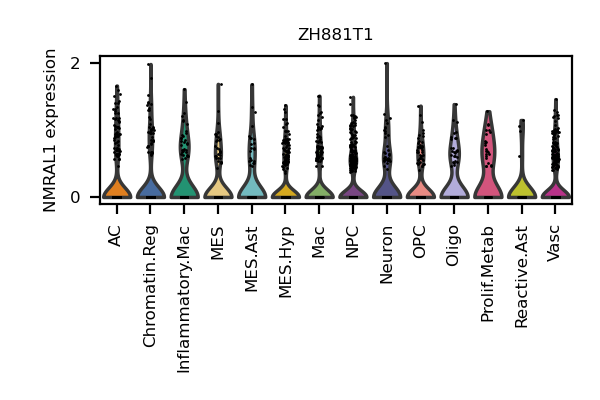 ZH881T1
NMRAL1 expression
2
0
AC
Chromatin.Reg
Inflammatory.Mac
MES
MES.Ast
MES.Hyp
Mac
NPC
Neuron
OPC
Oligo
Prolif.Metab
Reactive.Ast
Vasc